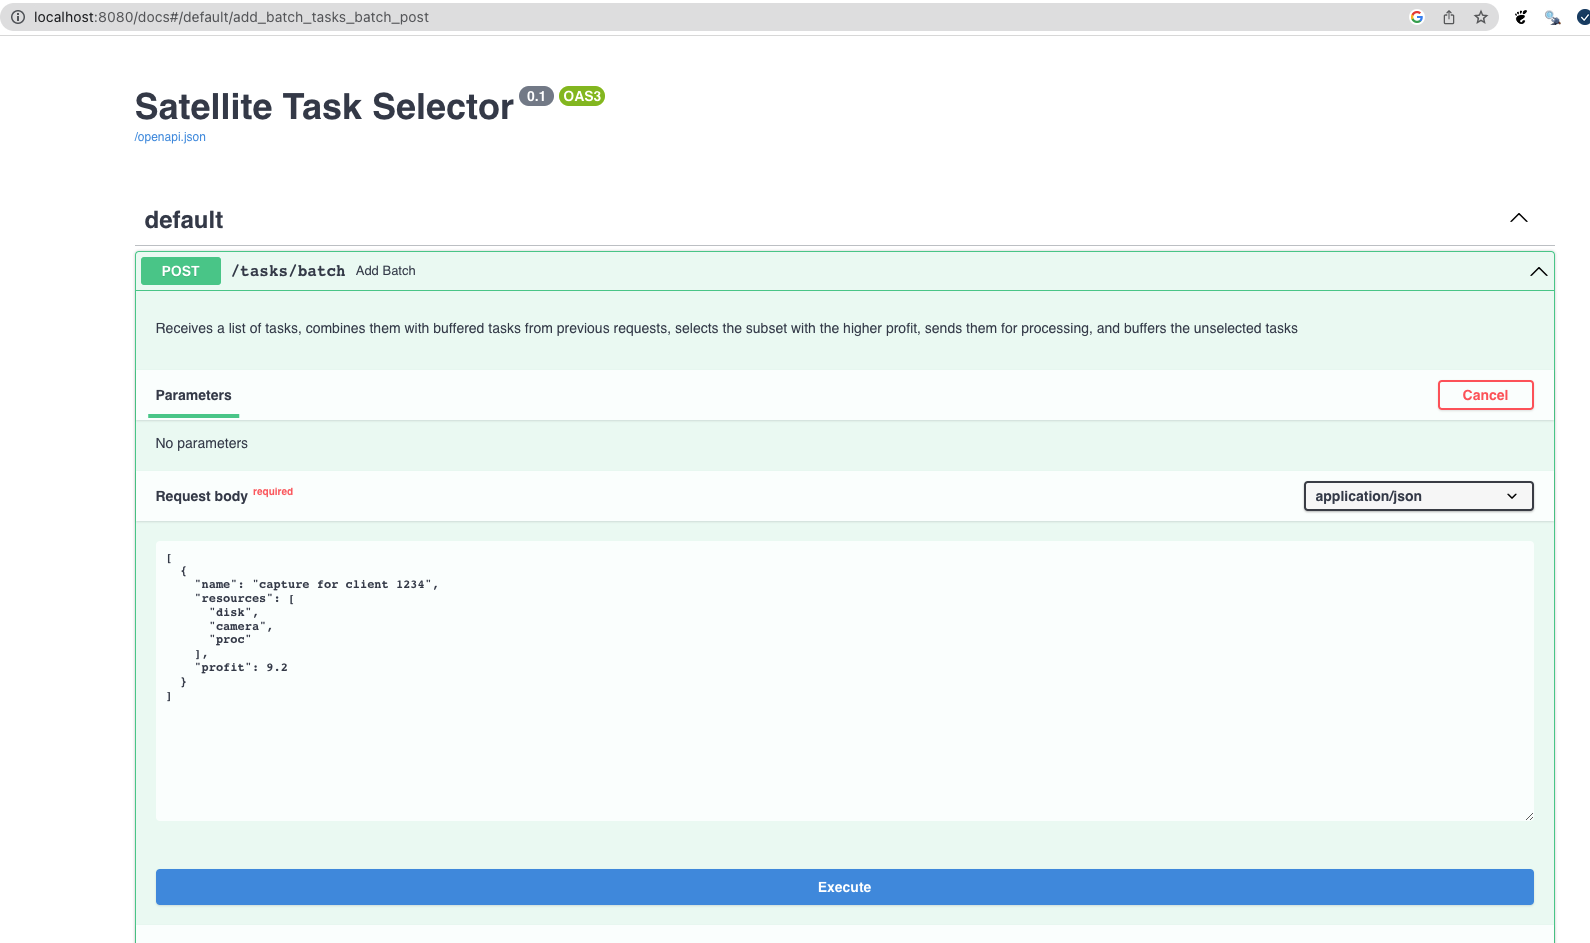 localhost:8080/docs#/default/add_batch_tasks_batch_post
Satellite Task Selector 0.1 OAS3
/openapi.json
default
POST /tasks/batch Add Batch
Receives a list of tasks, combines them with buffered tasks from previous requests, selects the subset with the higher profit, sends them for processing, and buffers the unselected tasks
Parameters
Cancel
No parameters
Request body required
application/json
[
  {
    "name": "capture for client 1234",
    "resources": [
      "disk",
      "camera",
      "proc"
    ],
    "profit": 9.2
  }
]
Execute